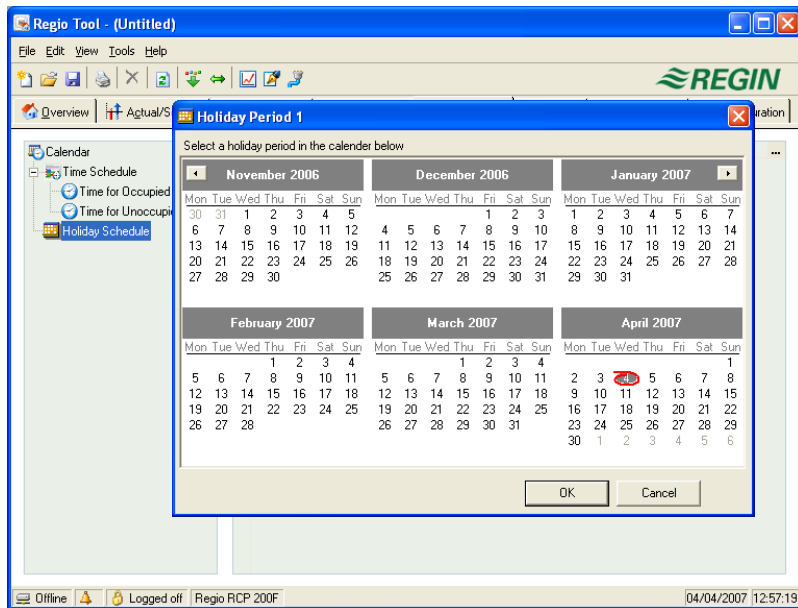 Regio Tool - (Untitled)
File Edit View Tools Help
REGIN
Overview Actual/S
Holiday Period 1
Select a holiday period in the calender below
Calendar
Time Schedule
Time for Occupied
Time for Unoccupi
Holiday Schedule
...
November 2006
Mon Tue Wed Thu Fri Sat Sun
30 31 1 2 3 4 5
6 7 8 9 10 11 12
13 14 15 16 17 18 19
20 21 22 23 24 25 26
27 28 29 30
December 2006
Mon Tue Wed Thu Fri Sat Sun
1 2 3
4 5 6 7 8 9 10
11 12 13 14 15 16 17
18 19 20 21 22 23 24
25 26 27 28 29 30 31
January 2007
Mon Tue Wed Thu Fri Sat Sun
1 2 3 4 5 6 7
8 9 10 11 12 13 14
15 16 17 18 19 20 21
22 23 24 25 26 27 28
29 30 31
February 2007
Mon Tue Wed Thu Fri Sat Sun
1 2 3 4
5 6 7 8 9 10 11
12 13 14 15 16 17 18
19 20 21 22 23 24 25
26 27 28
March 2007
Mon Tue Wed Thu Fri Sat Sun
1 2 3 4
5 6 7 8 9 10 11
12 13 14 15 16 17 18
19 20 21 22 23 24 25
26 27 28 29 30 31
April 2007
Mon Tue Wed Thu Fri Sat Sun
1
2 3 4 5 6 7 8
9 10 11 12 13 14 15
16 17 18 19 20 21 22
23 24 25 26 27 28 29
30 1 2 3 4 5 6
OK Cancel
Offline Logged off Regio RCP 200F 04/04/2007 12:57:19